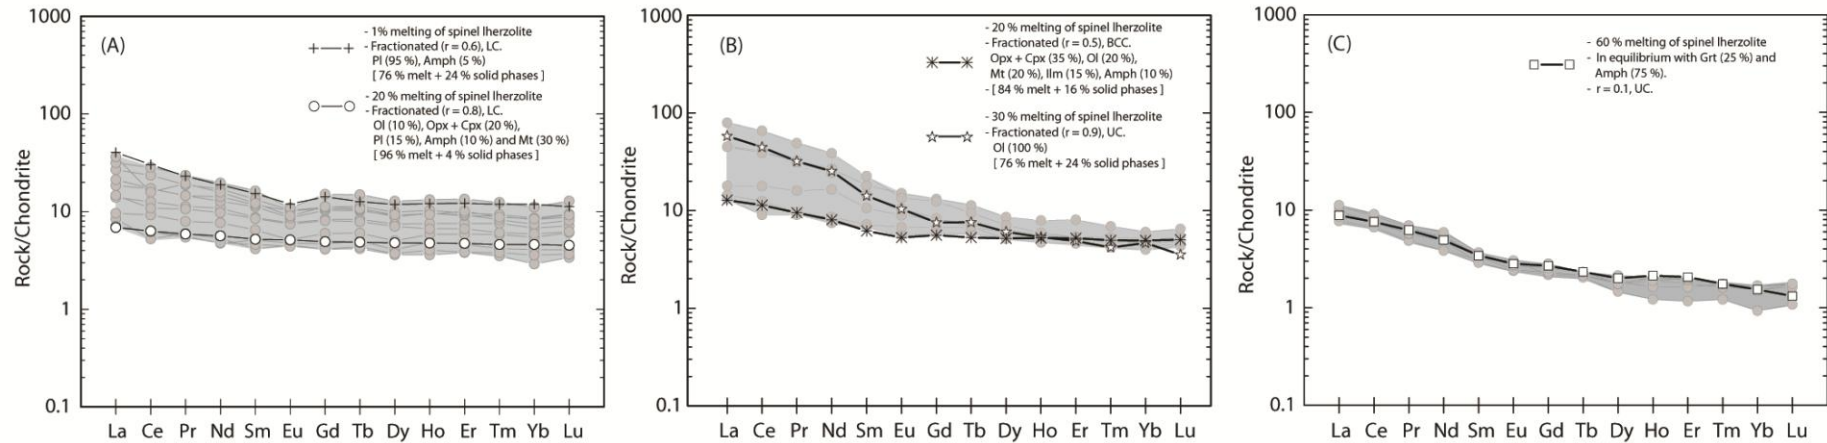 (A)
- 1% melting of spinel lherzolite
- Fractionated (r = 0.6), LC.
Pl (95 %), Amph (5 %)
[ 76 % melt + 24 % solid phases ]
- 20 % melting of spinel lherzolite
- Fractionated (r = 0.8), LC.
Ol (10 %), Opx + Cpx (20 %),
Pl (15 %), Amph (10 %) and Mt (30 %)
[ 96 % melt + 4 % solid phases ]
Rock/Chondrite
1000
100
10
1
0.1
La Ce Pr Nd Sm Eu Gd Tb Dy Ho Er Tm Yb Lu
(B)
- 20 % melting of spinel lherzolite
- Fractionated (r = 0.5), BCC.
Opx + Cpx (35 %), Ol (20 %),
Mt (20 %), Ilm (15 %), Amph (10 %)
- [ 84 % melt + 16 % solid phases ]
- 30 % melting of spinel lherzolite
- Fractionated (r = 0.9), UC.
Ol (100 %)
[ 76 % melt + 24 % solid phases ]
Rock/Chondrite
1000
100
10
1
0.1
La Ce Pr Nd Sm Eu Gd Tb Dy Ho Er Tm Yb Lu
(C)
- 60 % melting of spinel lherzolite
- In equilibrium with Grt (25 %) and
Amph (75 %).
- r = 0.1, UC.
Rock/Chondrite
1000
100
10
1
0.1
La Ce Pr Nd Sm Eu Gd Tb Dy Ho Er Tm Yb Lu